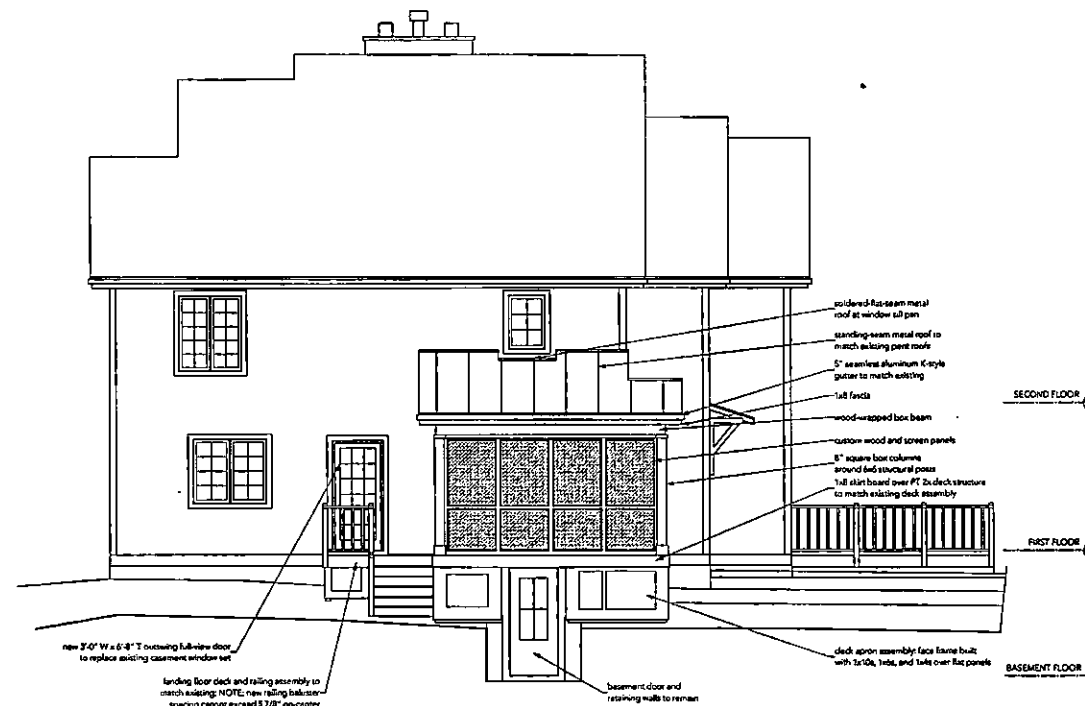 soldered-flat-seam metal
roof at window sill pan
standing-seam metal roof to
match existing pent roofs
5" seamless aluminum K-style
gutter to match existing
1x8 fascia
SECOND FLOOR
wood-wrapped box beam
custom wood and screen panels
8" square box columns
around 6x6 structural posts
1x8 skirt board over PT 2x deck structure
to match existing deck assembly
FIRST FLOOR
new 3'-0" W x 6'-8" T outswing full-view door
to replace existing casement window set
landing floor deck and railing assembly to
match existing; NOTE: new railing baluster
spacing cannot exceed 3 7/8" on-center
basement door and
retaining walls to remain
deck apron assembly: face frame built
with 2x10s, 1x6s, and 1x4s over flat panels
BASEMENT FLOOR